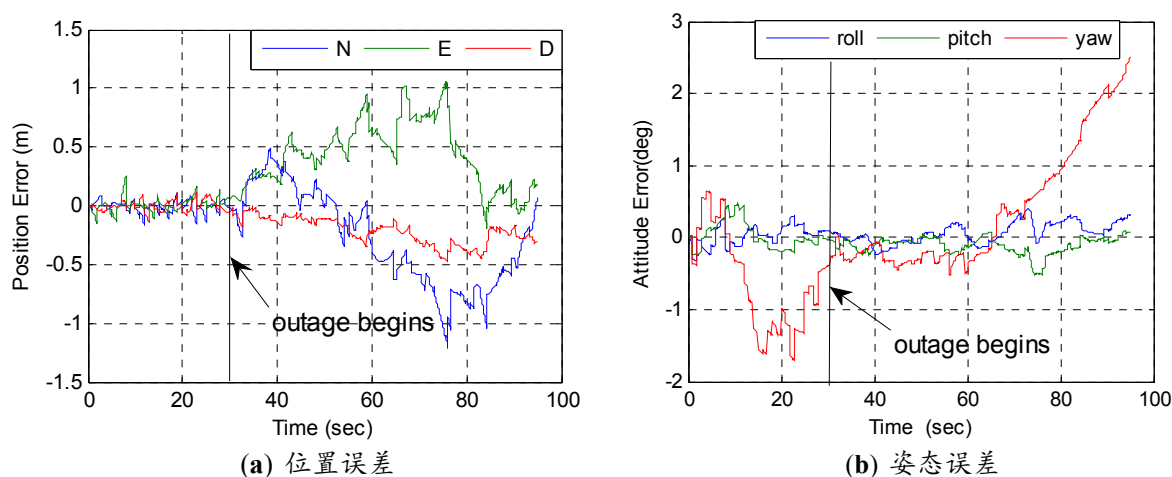 1.5
1
0.5
0
-0.5
-1
-1.5
0 20 40 60 80 100
Position Error (m)
Time (sec)
N E D
outage begins
(a) 位置误差
3
2
1
0
-1
-2
0 20 40 60 80 100
Attitude Error(deg)
Time (sec)
roll pitch yaw
outage begins
(b) 姿态误差